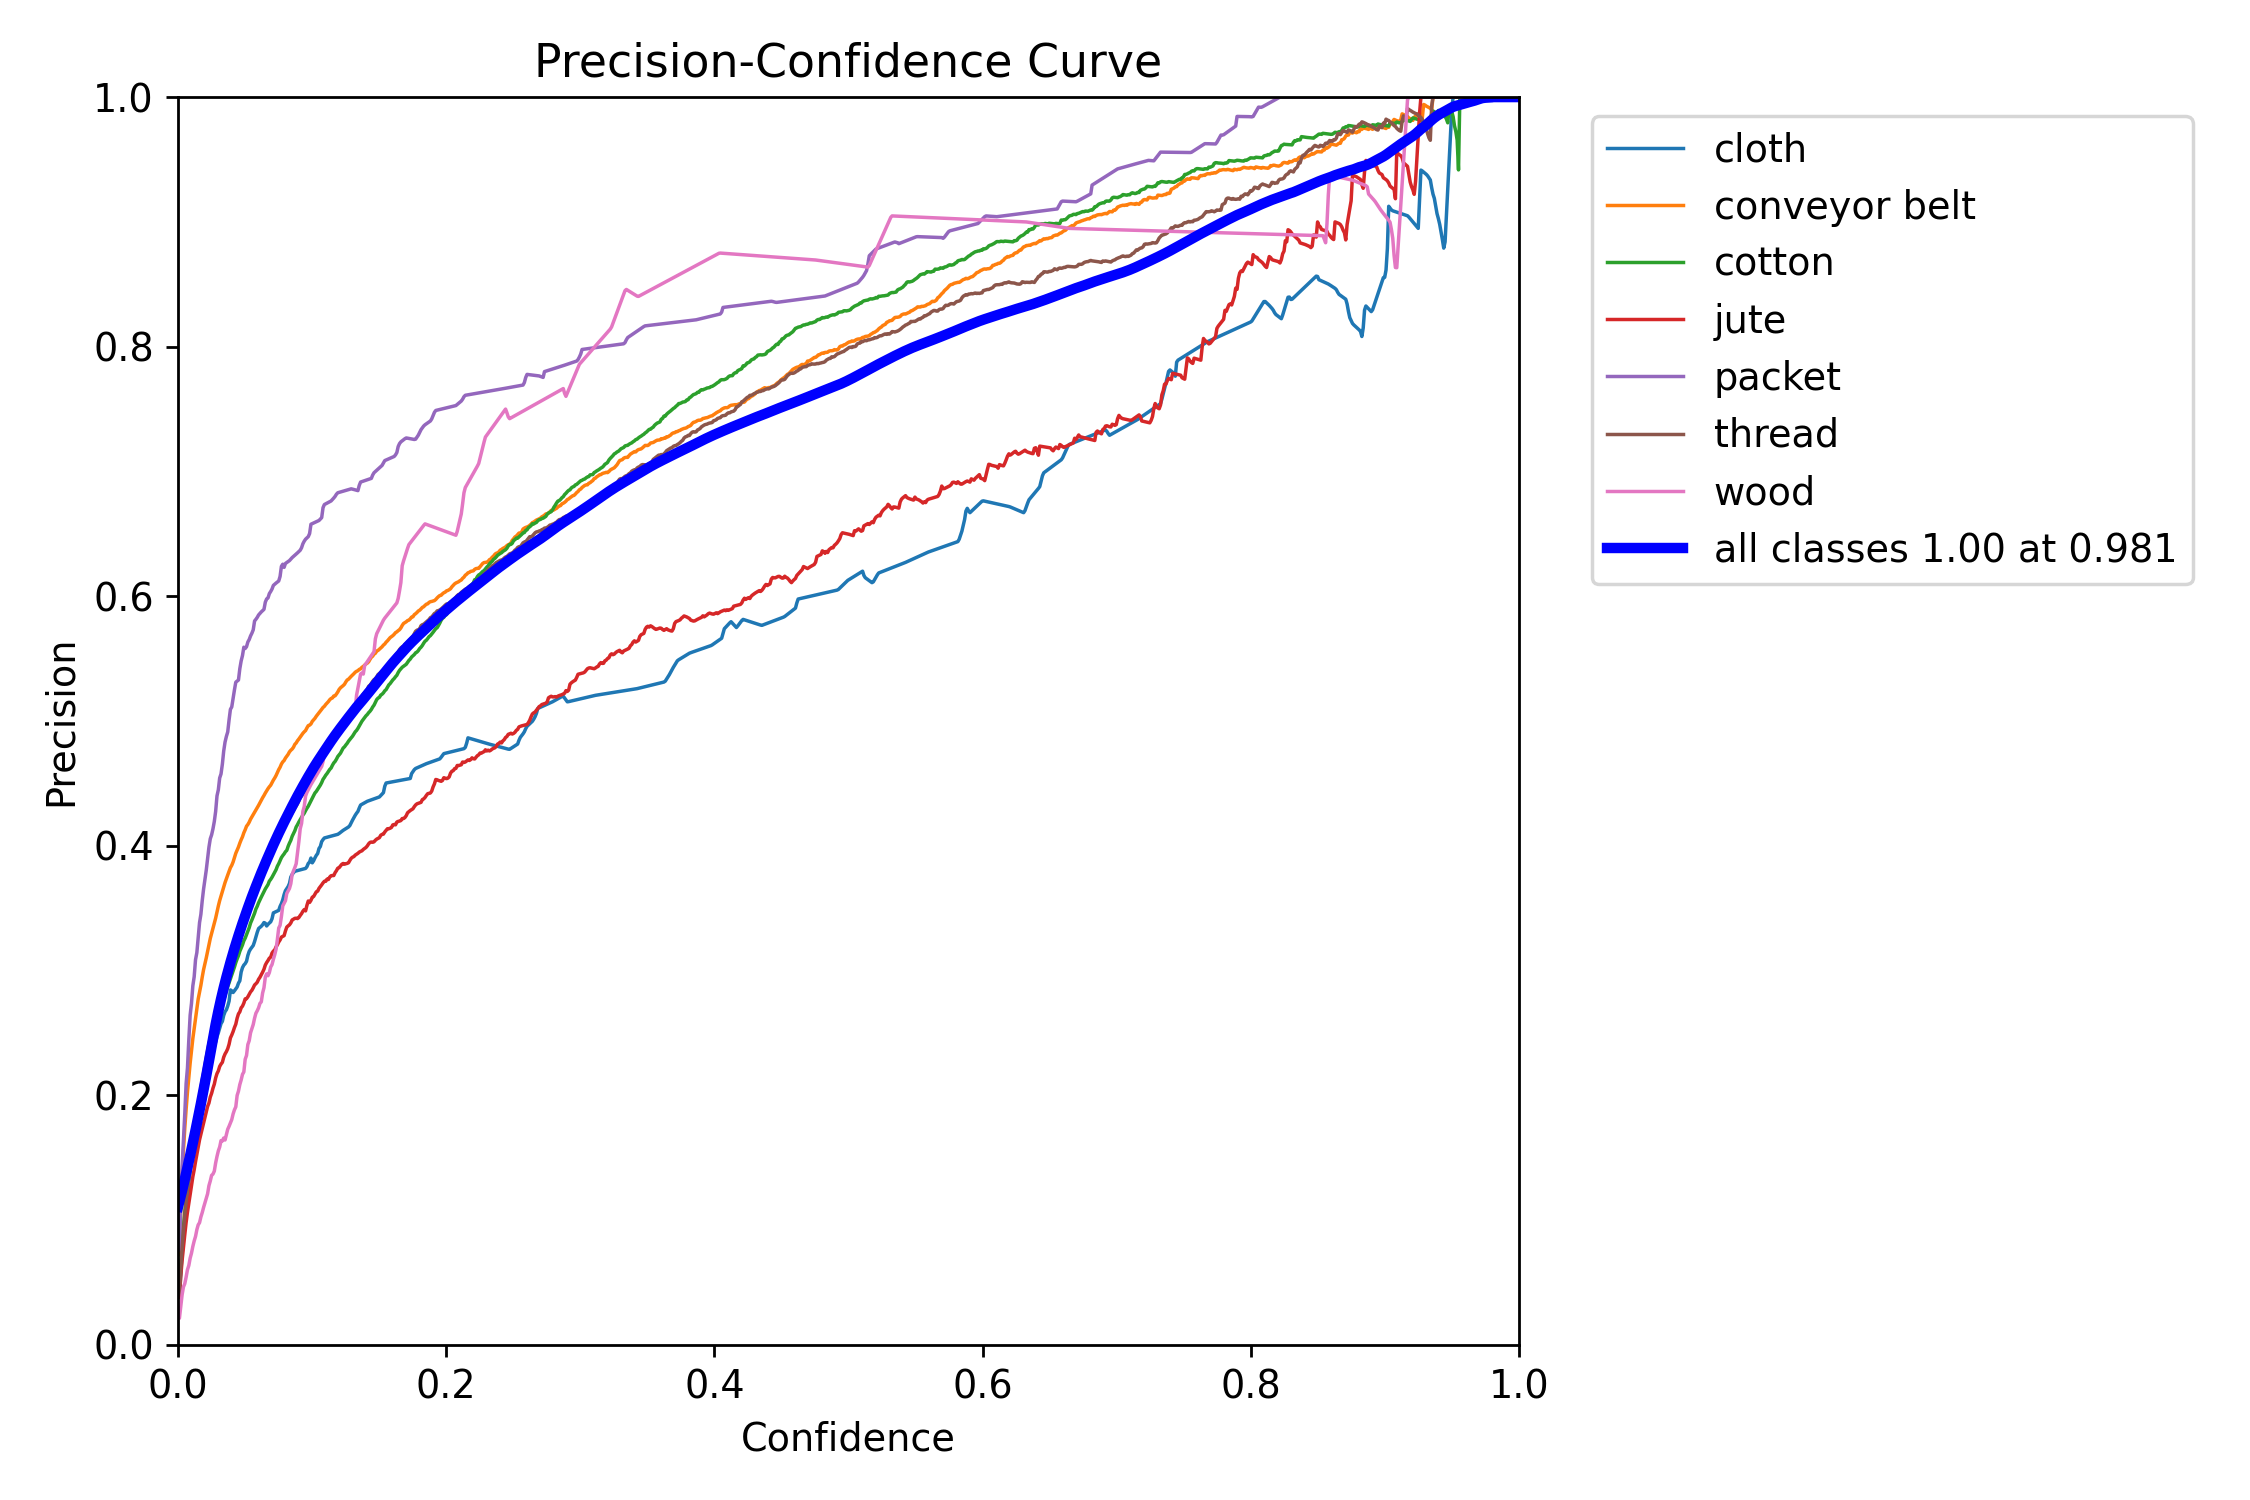 Precision-Confidence Curve
1.0
0.8
0.6
0.4
0.2
0.0
Precision
0.0 0.2 0.4 0.6 0.8 1.0
Confidence
cloth
conveyor belt
cotton
jute
packet
thread
wood
all classes 1.00 at 0.981